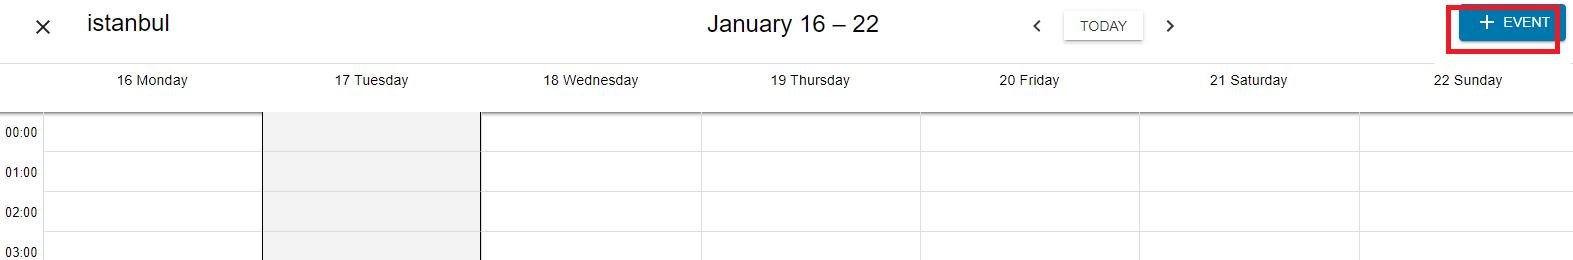 istanbul
January 16 – 22
TODAY
EVENT
16 Monday
17 Tuesday
18 Wednesday
19 Thursday
20 Friday
21 Saturday
22 Sunday
00:00
01:00
02:00
03:00